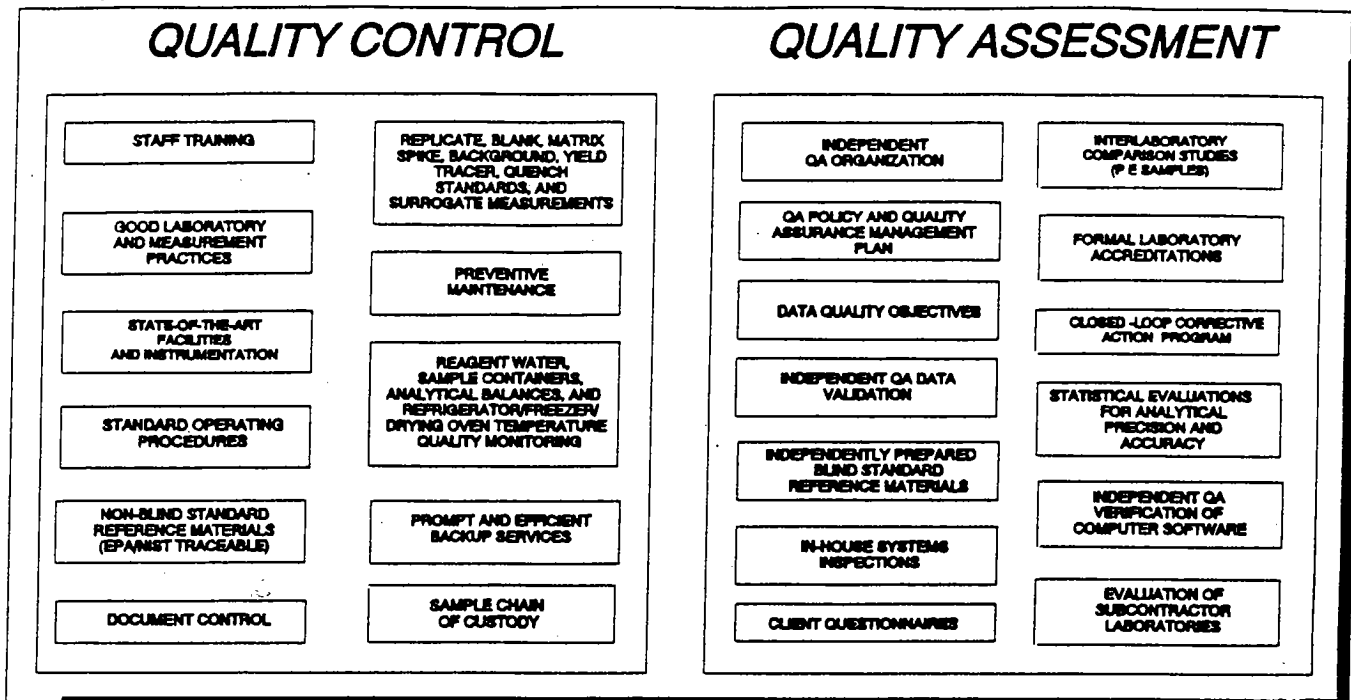 QUALITY CONTROL
STAFF TRAINING
GOOD LABORATORY
AND MEASUREMENT
PRACTICES
STATE-OF-THE-ART
FACILITIES
AND INSTRUMENTATION
STANDARD OPERATING
PROCEDURES
NON-BLIND STANDARD
REFERENCE MATERIALS
(EPA/NIST TRACEABLE)
DOCUMENT CONTROL
REPLICATE, BLANK, MATRIX
SPIKE, BACKGROUND, YIELD
TRACER, QUENCH
STANDARDS, AND
SURROGATE MEASUREMENTS
PREVENTIVE
MAINTENANCE
REAGENT WATER,
SAMPLE CONTAINERS,
ANALYTICAL BALANCES, AND
REFRIGERATOR/FREEZER/
DRYING OVEN TEMPERATURE
QUALITY MONITORING
PROMPT AND EFFICIENT
BACKUP SERVICES
SAMPLE CHAIN
OF CUSTODY
QUALITY ASSESSMENT
INDEPENDENT
QA ORGANIZATION
QA POLICY AND QUALITY
ASSURANCE MANAGEMENT
PLAN
DATA QUALITY OBJECTIVES
INDEPENDENT QA DATA
VALIDATION
INDEPENDENTLY PREPARED
BLIND STANDARD
REFERENCE MATERIALS
IN-HOUSE SYSTEMS
INSPECTIONS
CLIENT QUESTIONNAIRES
INTERLABORATORY
COMPARISON STUDIES
(P E SAMPLES)
FORMAL LABORATORY
ACCREDITATIONS
CLOSED -LOOP CORRECTIVE
ACTION PROGRAM
STATISTICAL EVALUATIONS
FOR ANALYTICAL
PRECISION AND
ACCURACY
INDEPENDENT QA
VERIFICATION OF
COMPUTER SOFTWARE
EVALUATION OF
SUBCONTRACTOR
LABORATORIES